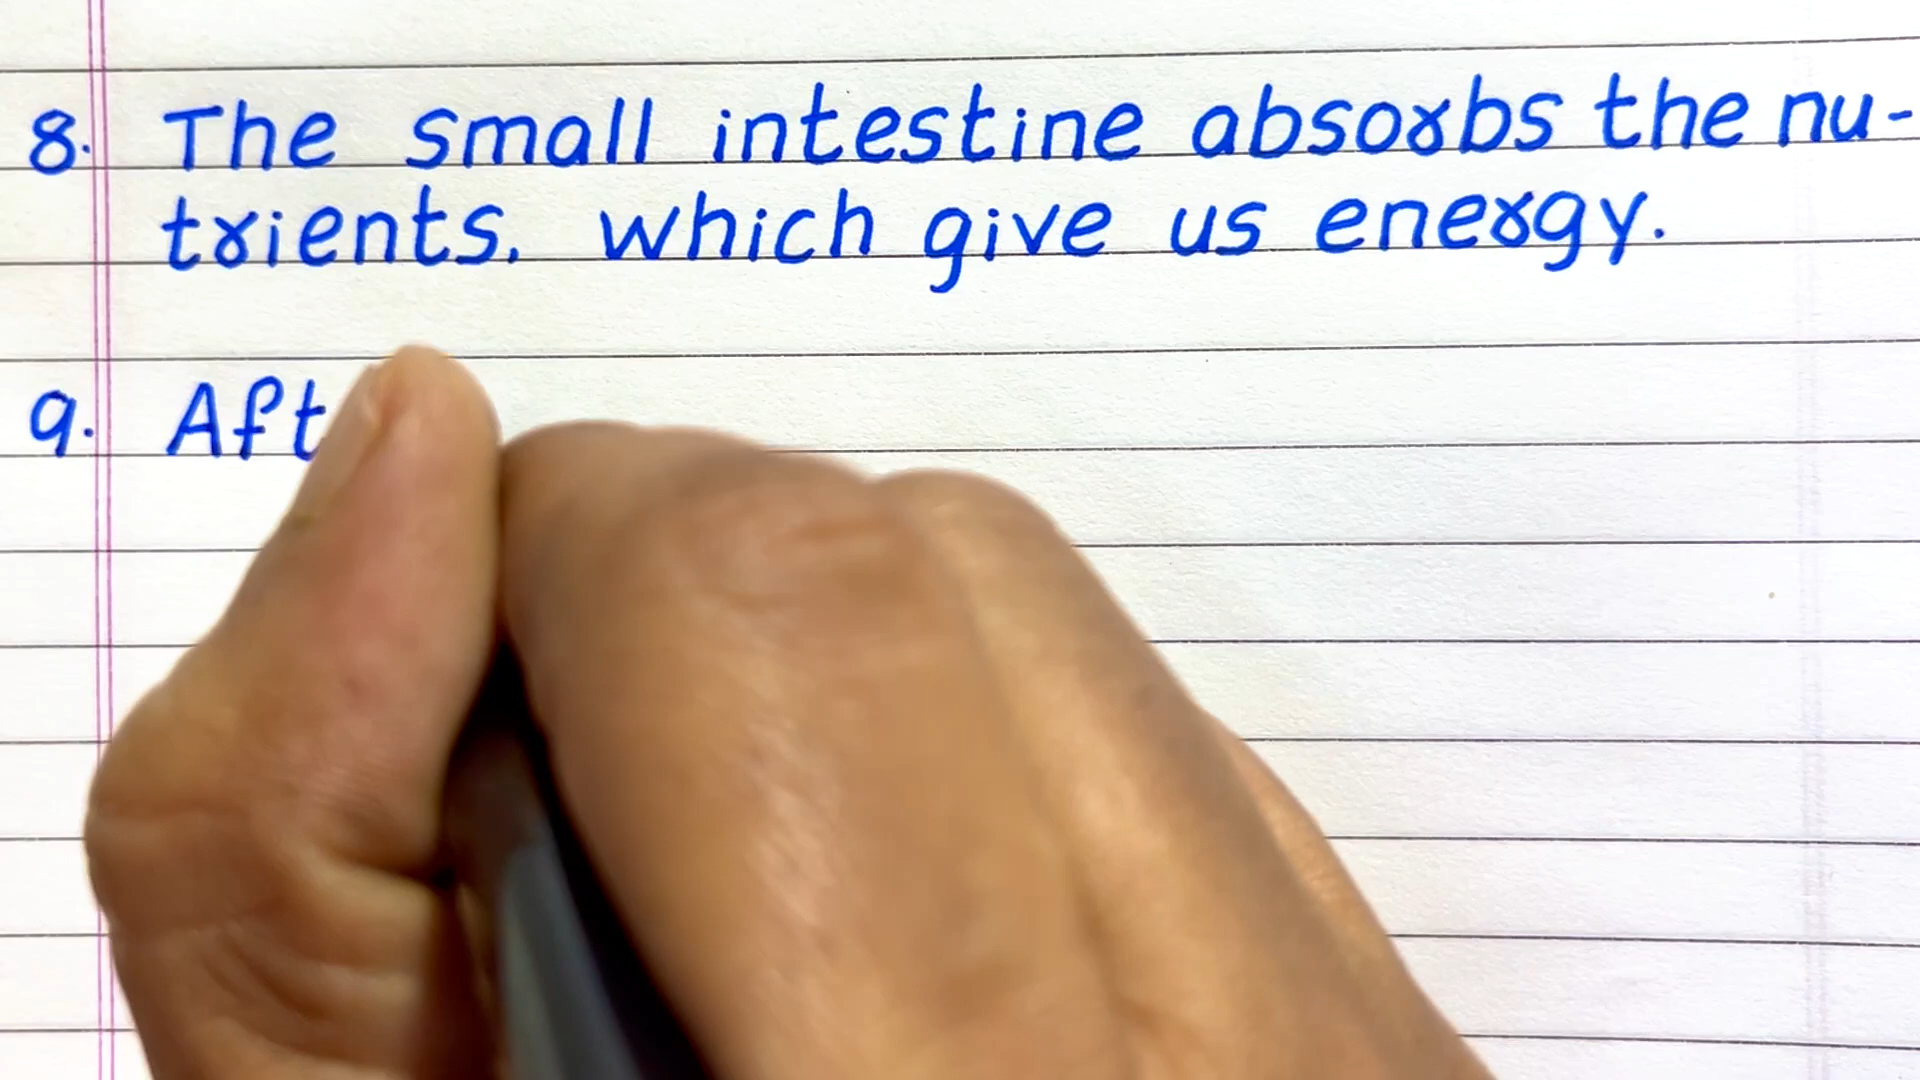 8. The small intestine absorbs the nu-
trients, which give us energy.
9. Aft